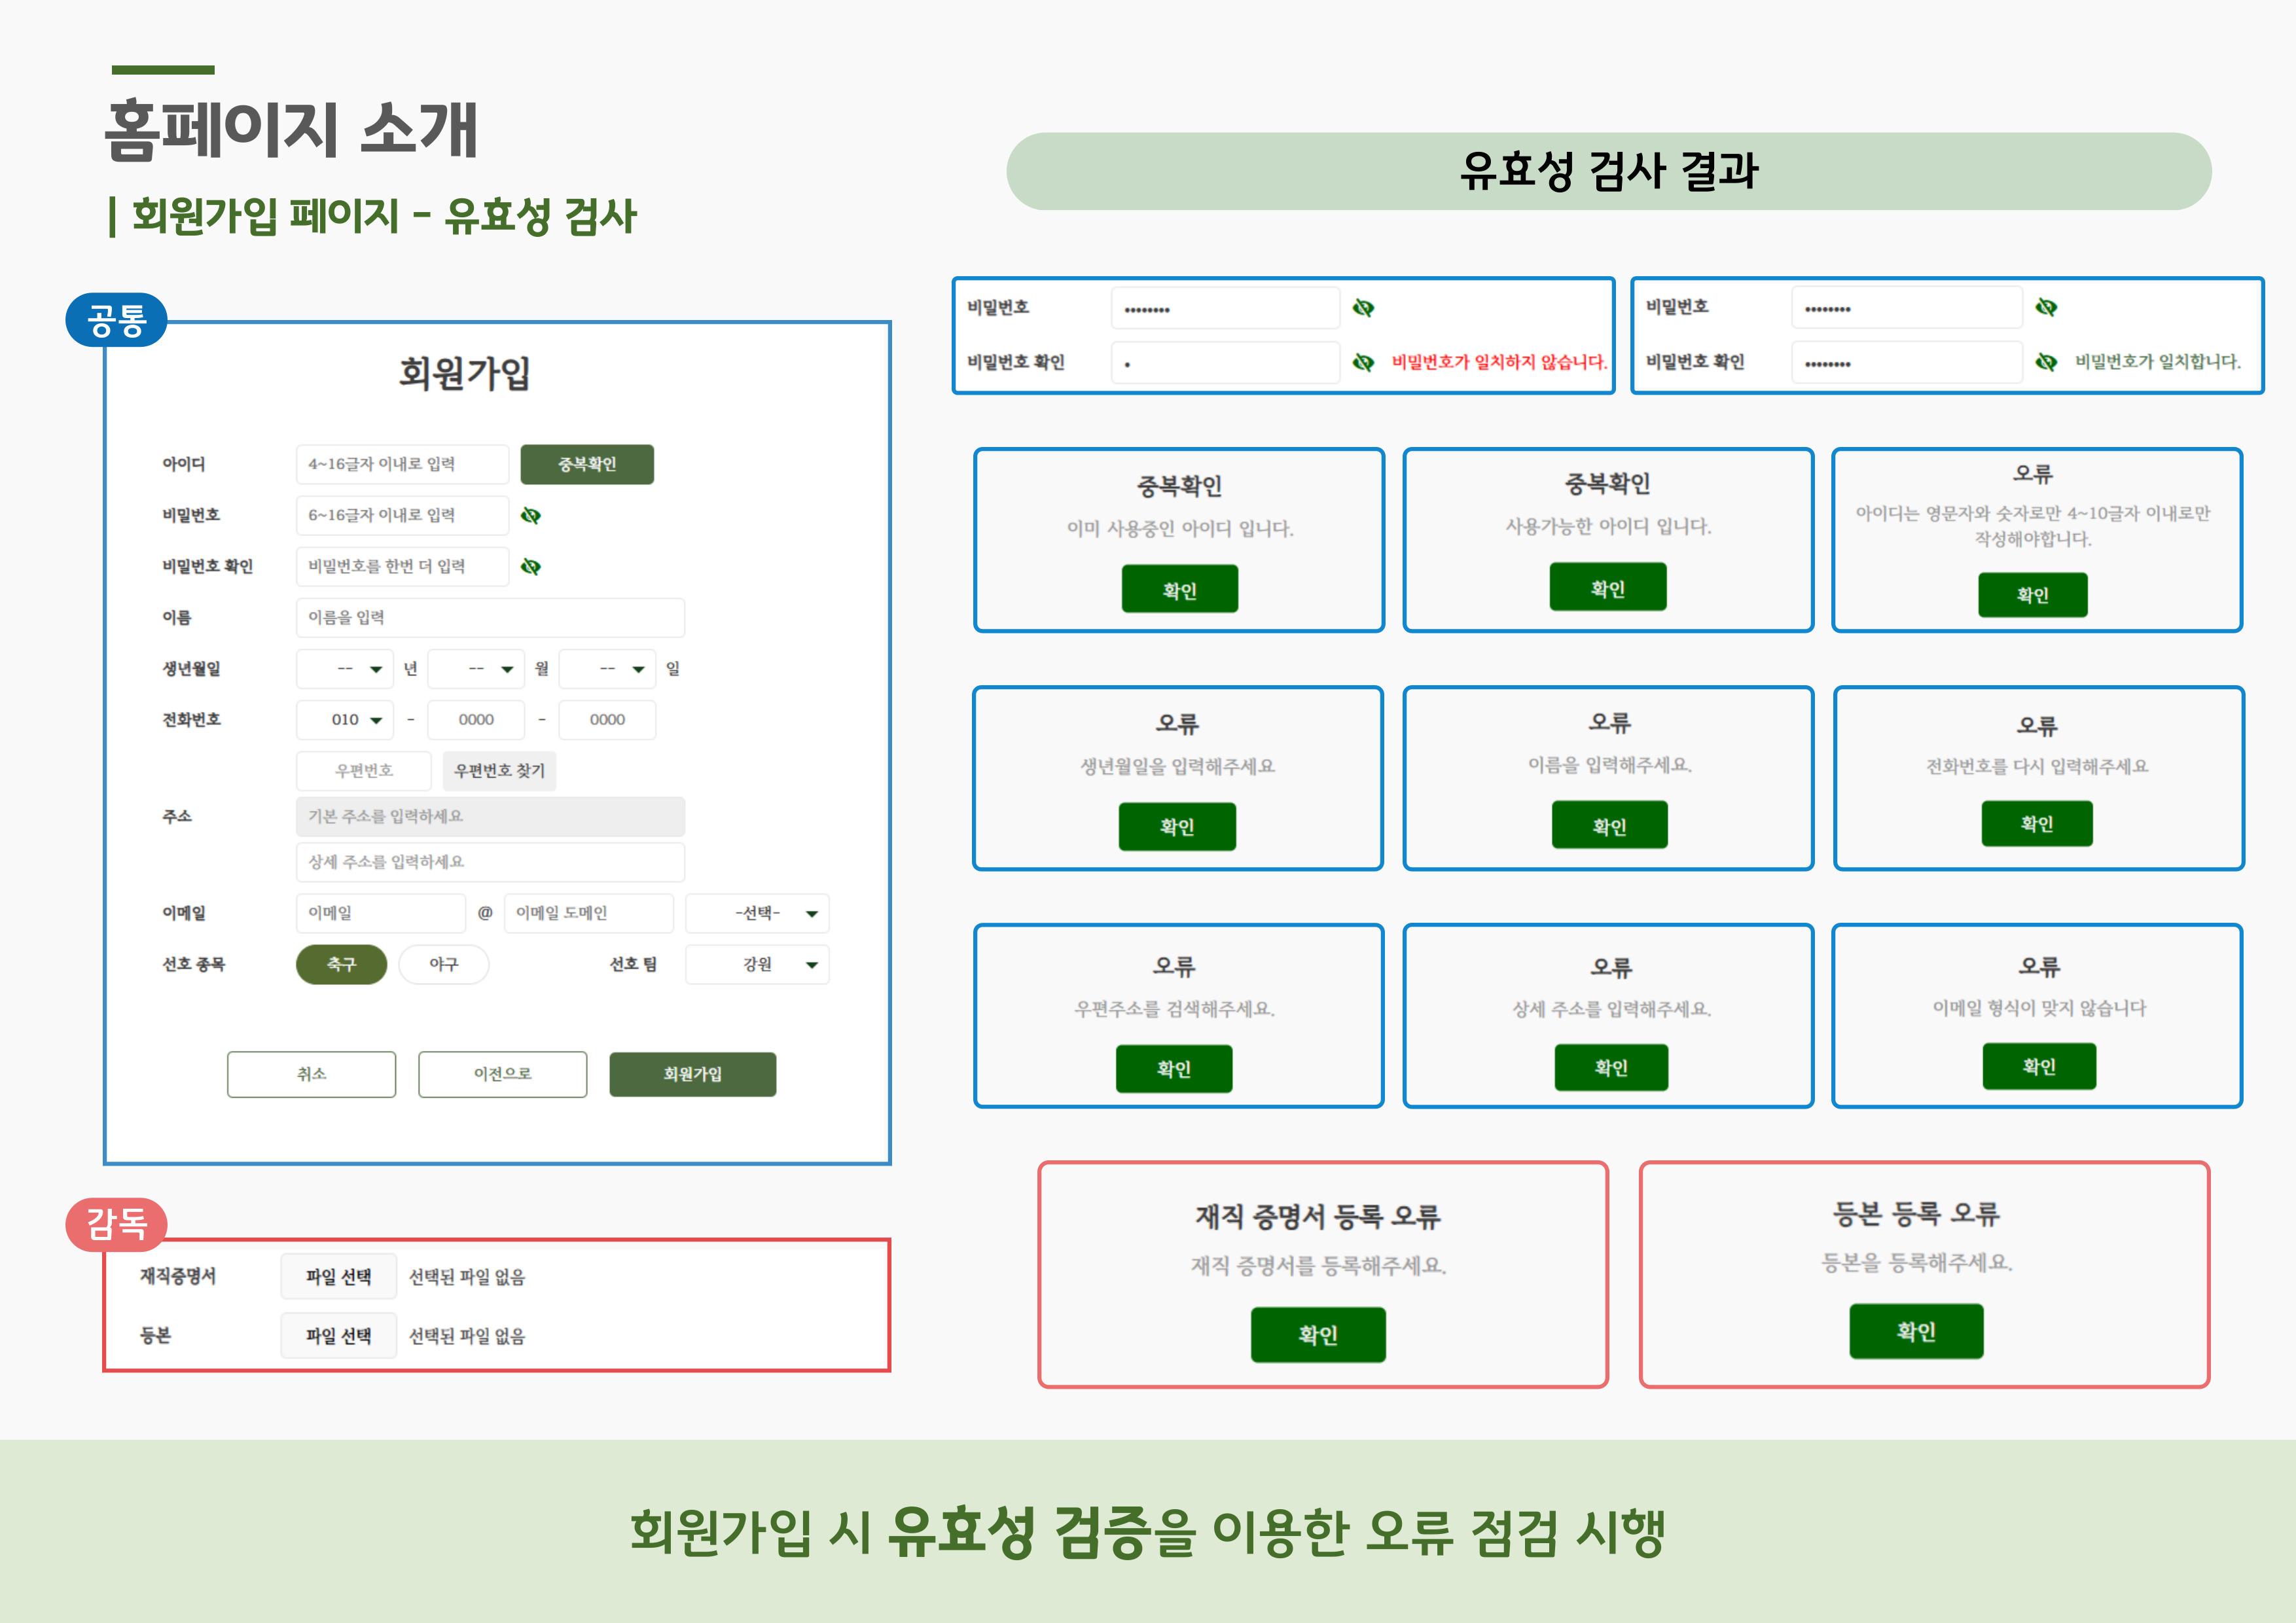 홈페이지 소개
| 회원가입 페이지 - 유효성 검사
공통
회원가입
아이디 4~16글자 이내로 입력 중복확인
비밀번호 6~16글자 이내로 입력
비밀번호 확인 비밀번호를 한번 더 입력
이름 이름을 입력
생년월일 -- 년 -- 월 -- 일
전화번호 010 - 0000 - 0000
우편번호 우편번호 찾기
주소 기본 주소를 입력하세요
상세 주소를 입력하세요
이메일 이메일 @ 이메일 도메인 -선택-
선호 종목 축구 야구 선호 팀 강원
취소 이전으로 회원가입
감독
재직증명서 파일 선택 선택된 파일 없음
등본 파일 선택 선택된 파일 없음
유효성 검사 결과
비밀번호 ••••••••
비밀번호 확인 • 비밀번호가 일치하지 않습니다.
비밀번호 ••••••••
비밀번호 확인 •••••••• 비밀번호가 일치합니다.
중복확인
이미 사용중인 아이디 입니다.
확인
중복확인
사용가능한 아이디 입니다.
확인
오류
아이디는 영문자와 숫자로만 4~10글자 이내로만
작성해야합니다.
확인
오류
생년월일을 입력해주세요
확인
오류
이름을 입력해주세요.
확인
오류
전화번호를 다시 입력해주세요
확인
오류
우편주소를 검색해주세요.
확인
오류
상세 주소를 입력해주세요.
확인
오류
이메일 형식이 맞지 않습니다
확인
재직 증명서 등록 오류
재직 증명서를 등록해주세요.
확인
등본 등록 오류
등본을 등록해주세요.
확인
회원가입 시 유효성 검증을 이용한 오류 점검 시행